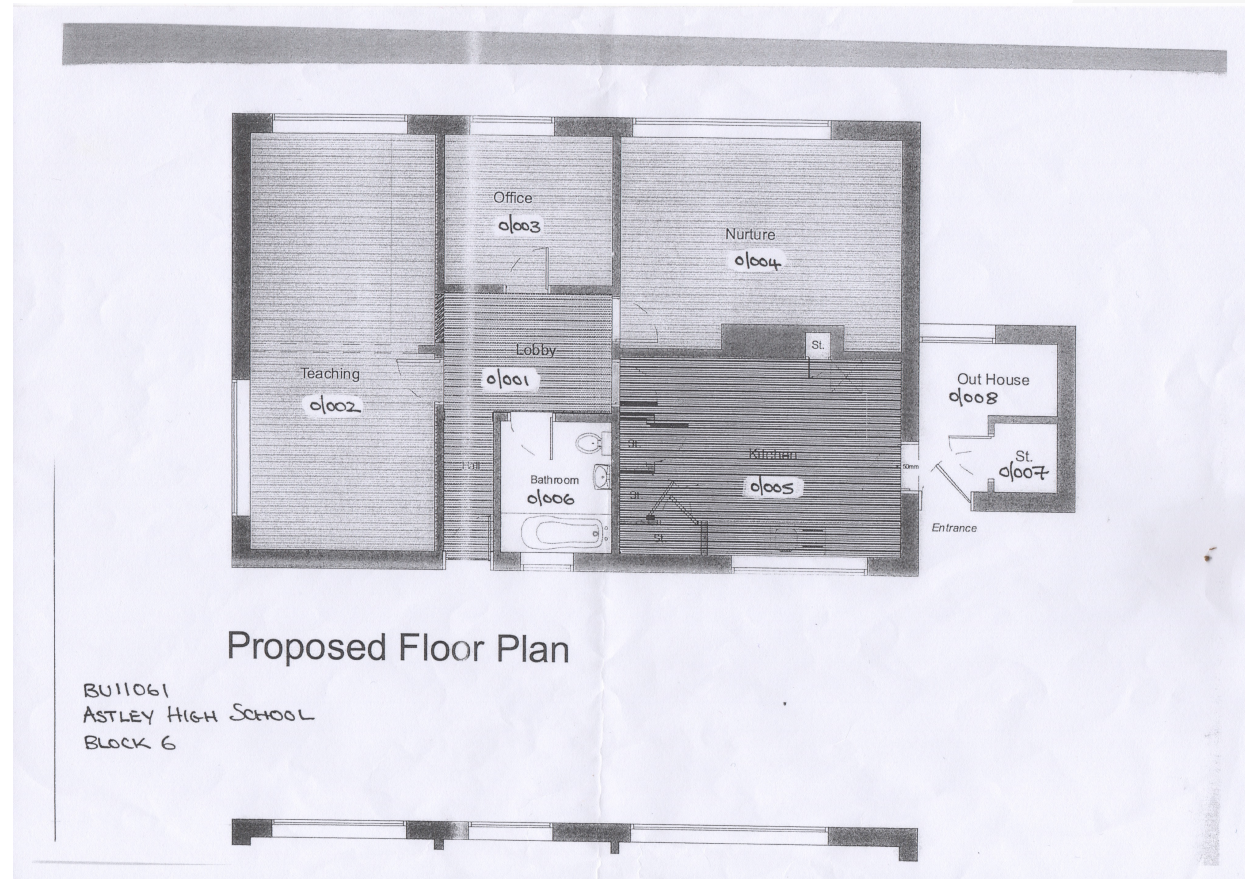 Office
0/003
Nurture
0/004
St.
Lobby
0/001
Teaching
0/002
Out House
0/008
St.
0/007
Hall
St.
Kitchen
0/005
50mm
St.
St.
Bathroom
0/006
Entrance
Proposed Floor Plan
BU11061
ASTLEY HIGH SCHOOL
BLOCK 6